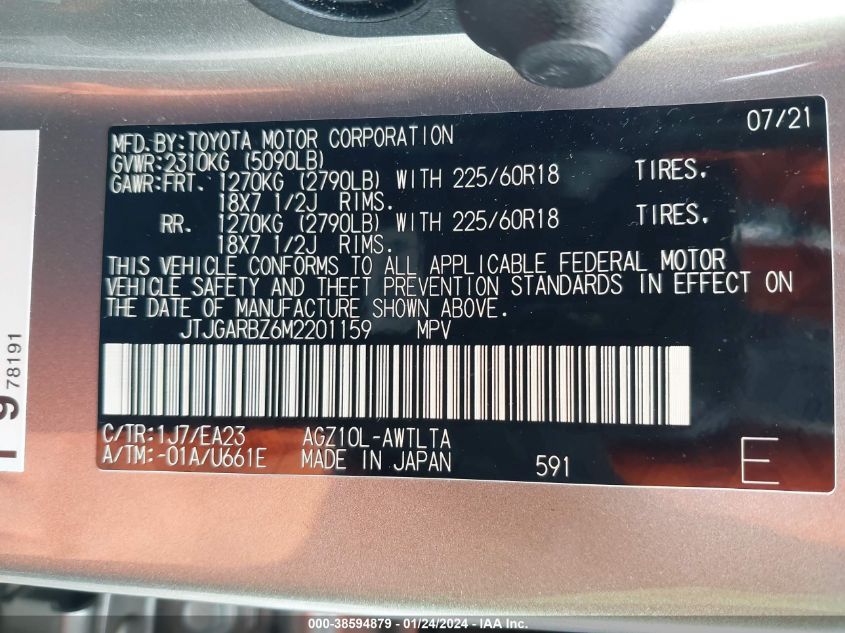 07/21
MFD.BY:TOYOTA MOTOR CORPORATION
GVWR:2310KG (5090LB)
GAWR:FRT. 1270KG (2790LB) WITH 225/60R18 TIRES.
18X7 1/2J RIMS.
RR. 1270KG (2790LB) WITH 225/60R18 TIRES.
18X7 1/2J RIMS.
THIS VEHICLE CONFORMS TO ALL APPLICABLE FEDERAL MOTOR
VEHICLE SAFETY AND THEFT PREVENTION STANDARDS IN EFFECT ON
THE DATE OF MANUFACTURE SHOWN ABOVE.
JTJGARBZ6M2201159 MPV
C/TR:1J7/EA23 AGZ10L-AWTLTA
A/TM:-01A/U661E MADE IN JAPAN 591 E
78191
000-38594879 - 01/24/2024 - IAA Inc.